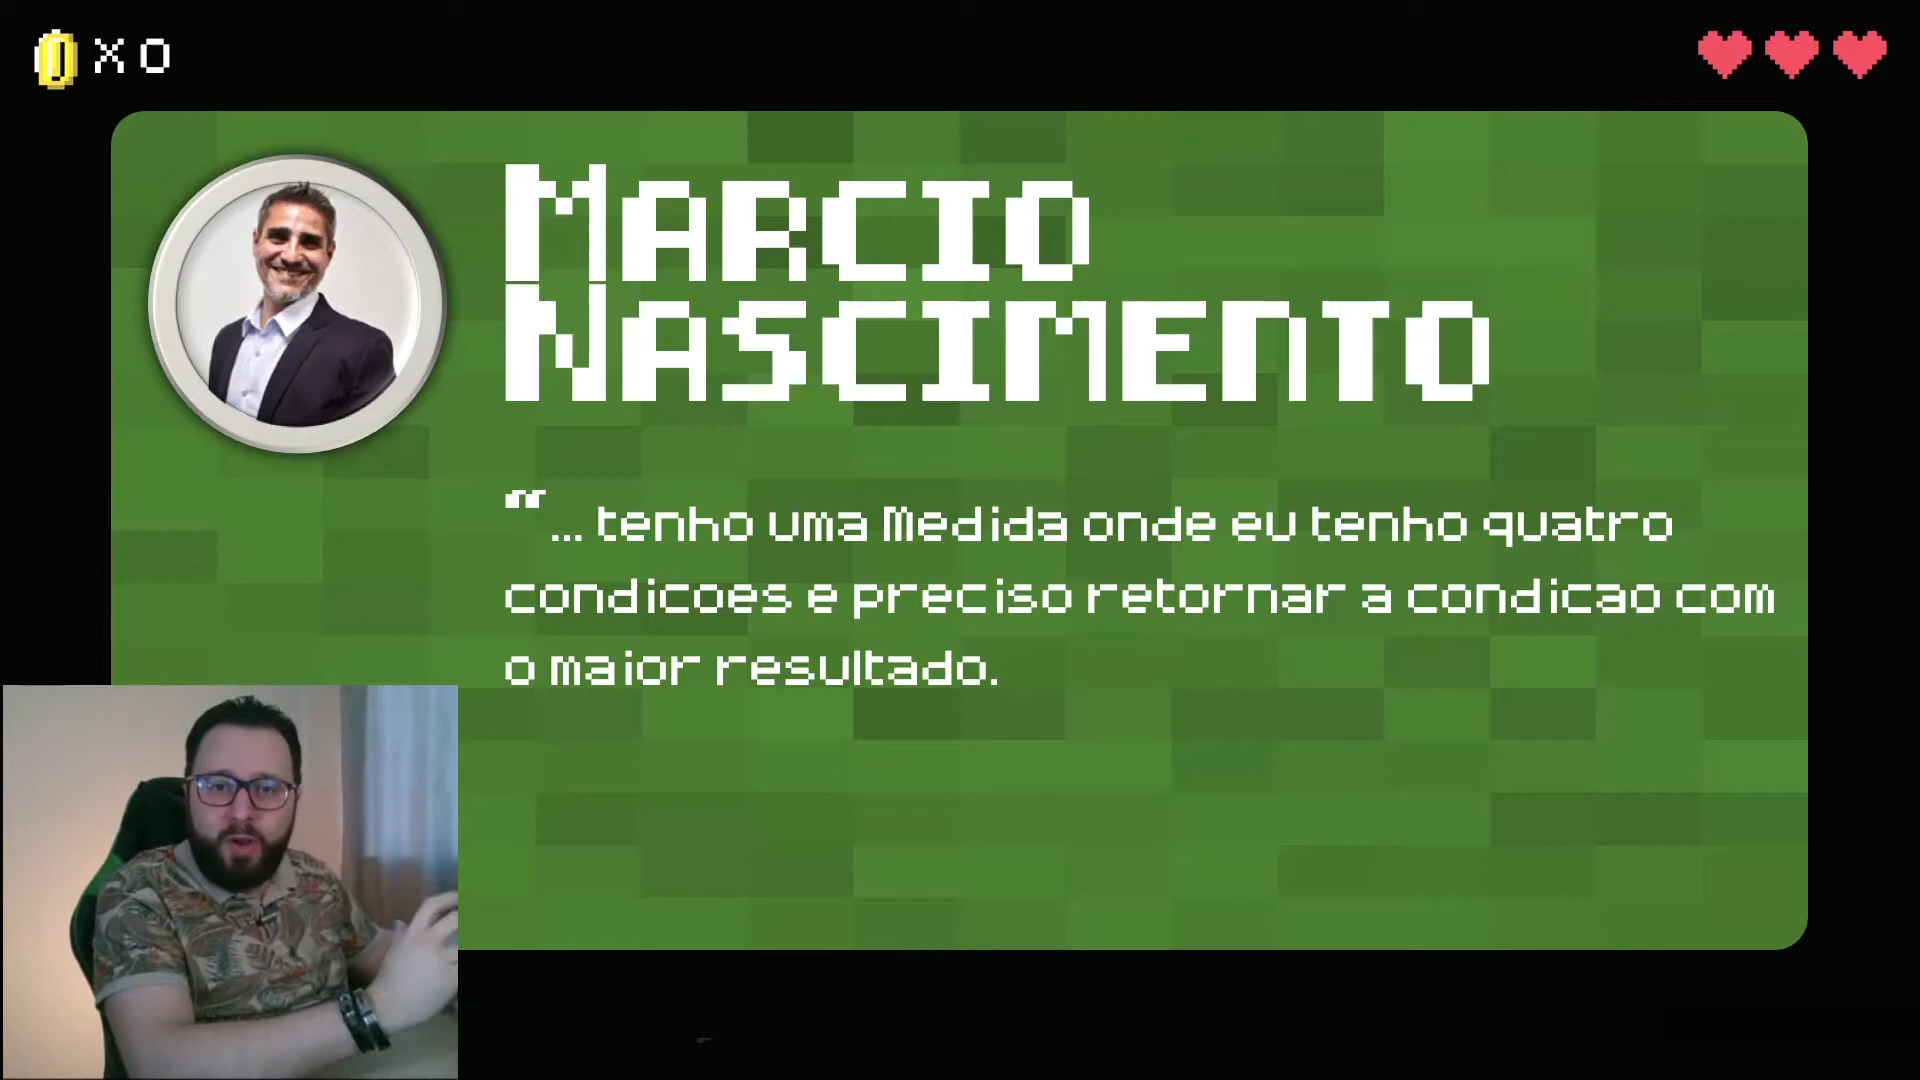 X 0
MARCIO
NASCIMENTO
“... tenho uma Medida onde eu tenho quatro
condicoes e preciso retornar a condicao com
o maior resultado.